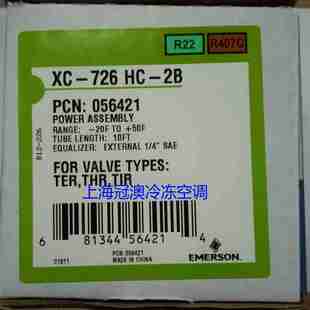 R22
R407C
XC-726 HC-2B
PCN: 056421
POWER ASSEMBLY
RANGE: -20F TO +50F
TUBE LENGTH: 10FT
EQUALIZER: EXTERNAL 1/4" SAE
FOR VALVE TYPES:
TER,THR,TIR
上海冠澳冷冻空调
6 81344 56421 4
PCN 056421
MADE IN CHINA
EMERSON